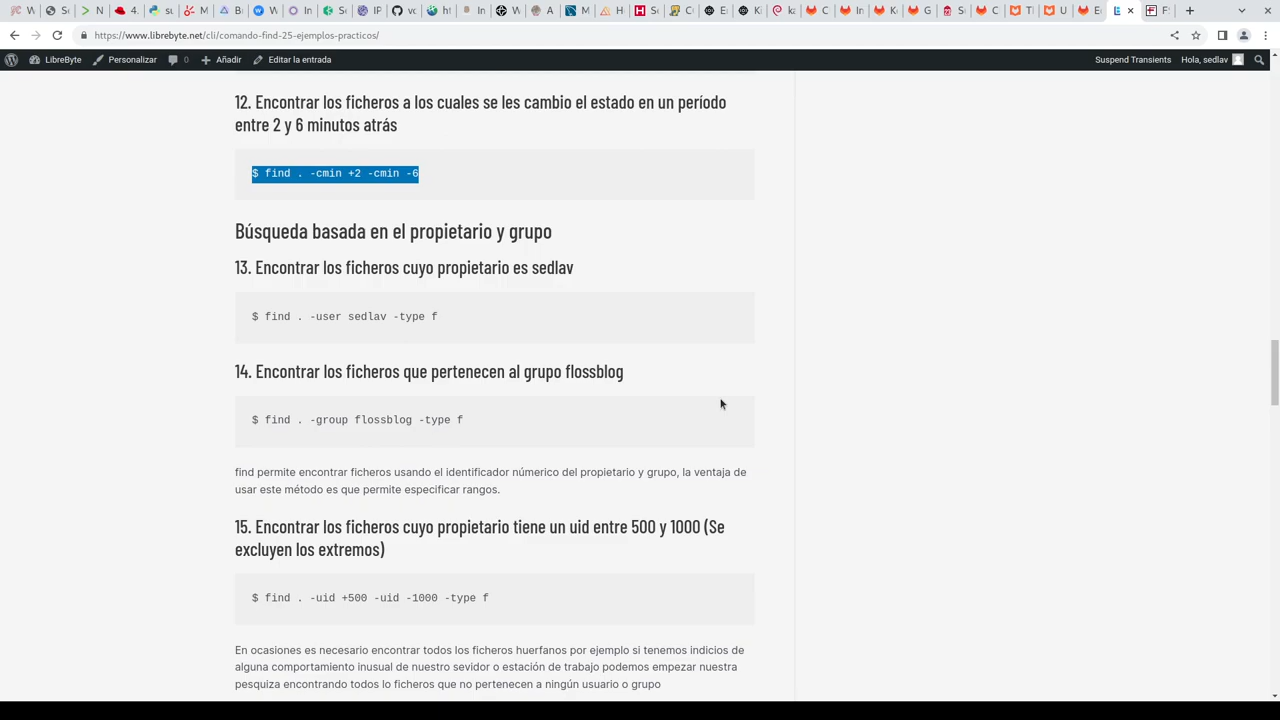 https://www.librebyte.net/cli/comando-find-25-ejemplos-practicos/
LibreByte
Personalizar
0
Añadir
Editar la entrada
Suspend Transients
Hola, sedlav
12. Encontrar los ficheros a los cuales se les cambio el estado en un período
entre 2 y 6 minutos atrás
$ find . -cmin +2 -cmin -6
Búsqueda basada en el propietario y grupo
13. Encontrar los ficheros cuyo propietario es sedlav
$ find . -user sedlav -type f
14. Encontrar los ficheros que pertenecen al grupo flossblog
$ find . -group flossblog -type f
find permite encontrar ficheros usando el identificador númerico del propietario y grupo, la ventaja de
usar este método es que permite especificar rangos.
15. Encontrar los ficheros cuyo propietario tiene un uid entre 500 y 1000 (Se
excluyen los extremos)
$ find . -uid +500 -uid -1000 -type f
En ocasiones es necesario encontrar todos los ficheros huerfanos por ejemplo si tenemos indicios de
alguna comportamiento inusual de nuestro sevidor o estación de trabajo podemos empezar nuestra
pesquiza encontrando todos lo ficheros que no pertenecen a ningún usuario o grupo